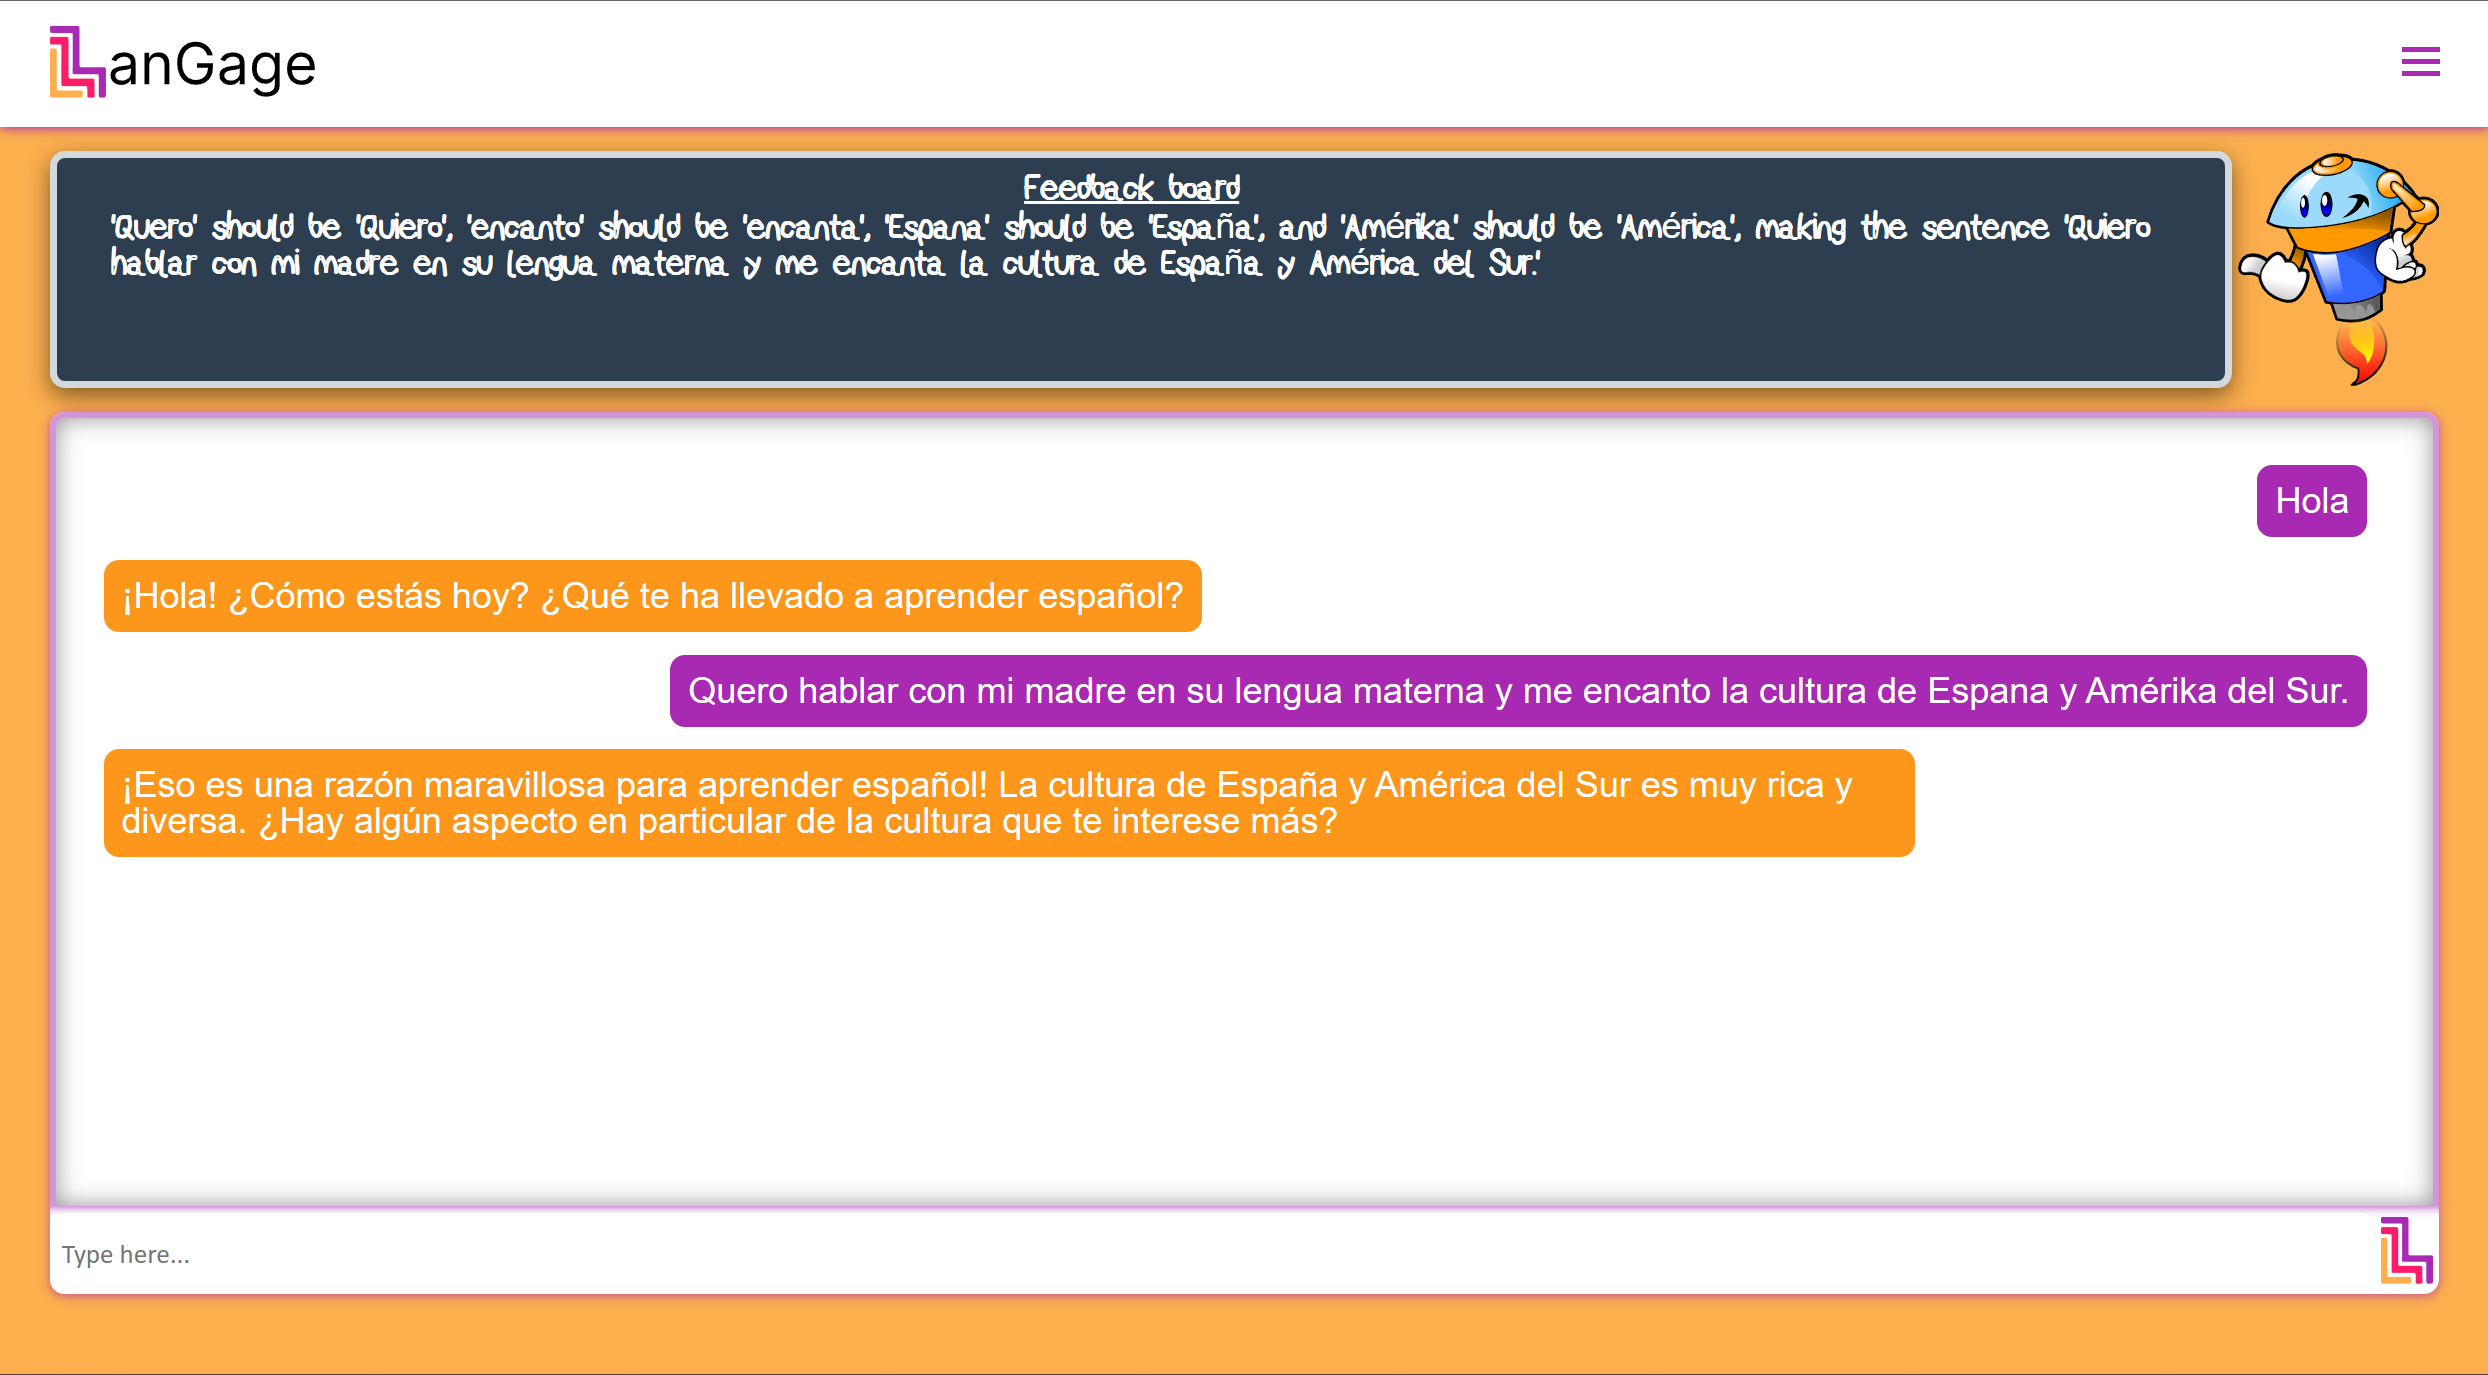 LanGage
Feedback board
'Quero' should be 'Quiero', 'encanto' should be 'encanta', 'Espana' should be 'España', and 'Amérika' should be 'América', making the sentence 'Quiero
hablar con mi madre en su lengua materna y me encanta la cultura de España y América del Sur.'
Hola
¡Hola! ¿Cómo estás hoy? ¿Qué te ha llevado a aprender español?
Quero hablar con mi madre en su lengua materna y me encanto la cultura de Espana y Amérika del Sur.
¡Eso es una razón maravillosa para aprender español! La cultura de España y América del Sur es muy rica y
diversa. ¿Hay algún aspecto en particular de la cultura que te interese más?
Type here...